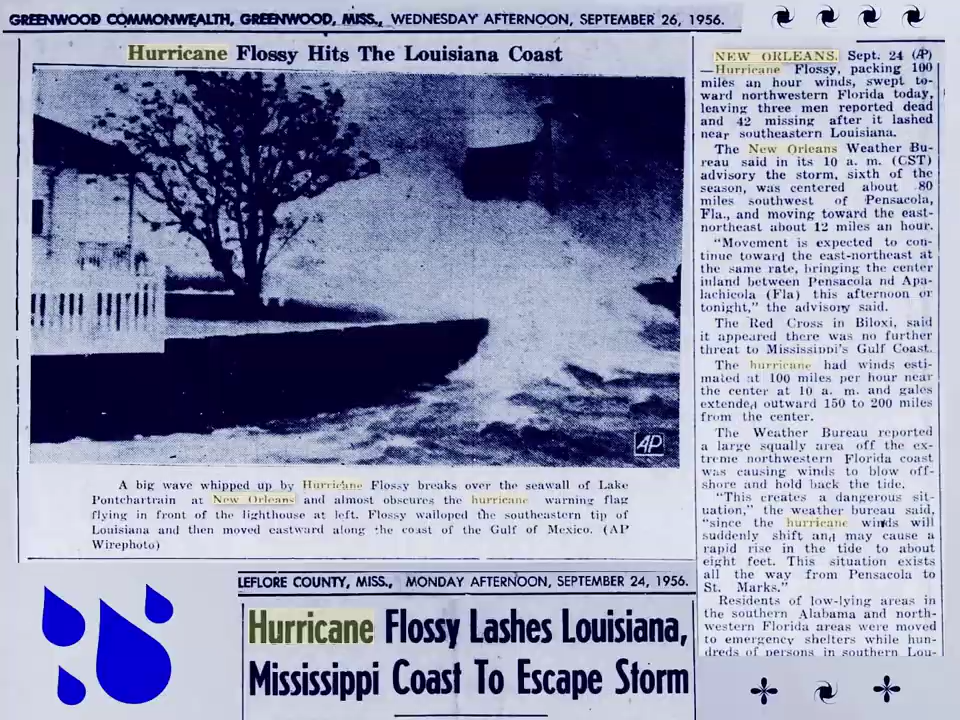 GREENWOOD COMMONWEALTH, GREENWOOD, MISS., WEDNESDAY AFTERNOON, SEPTEMBER 26, 1956.
Hurricane Flossy Hits The Louisiana Coast
AP
A big wave whipped up by Hurricane Flossy breaks over the seawall of Lake
Pontchartrain at New Orleans and almost obscures the hurricane warning flag
flying in front of the lighthouse at left. Flossy walloped the southeastern tip of
Louisiana and then moved eastward along the coast of the Gulf of Mexico. (AP
Wirephoto)
LEFLORE COUNTY, MISS., MONDAY AFTERNOON, SEPTEMBER 24, 1956.
Hurricane Flossy Lashes Louisiana,
Mississippi Coast To Escape Storm
NEW ORLEANS, Sept. 24 (AP)
—Hurricane Flossy, packing 100
miles an hour winds, swept to-
ward northwestern Florida today,
leaving three men reported dead
and 42 missing after it lashed
near southeastern Louisiana.
The New Orleans Weather Bu-
reau said in its 10 a. m. (CST)
advisory the storm, sixth of the
season, was centered about 80
miles southwest of Pensacola,
Fla., and moving toward the east-
northeast about 12 miles an hour.
"Movement is expected to con-
tinue toward the east-northeast at
the same rate, bringing the center
inland between Pensacola nd Apa-
lachicola (Fla) this afternoon or
tonight," the advisory said.
The Red Cross in Biloxi, said
it appeared there was no further
threat to Mississippi's Gulf Coast.
The hurricane had winds esti-
mated at 100 miles per hour near
the center at 10 a. m. and gales
extended outward 150 to 200 miles
from the center.
The Weather Bureau reported
a large squally area off the ex-
treme northwestern Florida coast
was causing winds to blow off-
shore and hold back the tide.
"This creates a dangerous sit-
uation," the weather bureau said,
"since the hurricane winds will
suddenly shift and may cause a
rapid rise in the tide to about
eight feet. This situation exists
all the way from Pensacola to
St. Marks."
Residents of low-lying areas in
the southern Alabama and north-
western Florida areas were moved
to emergency shelters while hun-
dreds of persons in southern Lou-